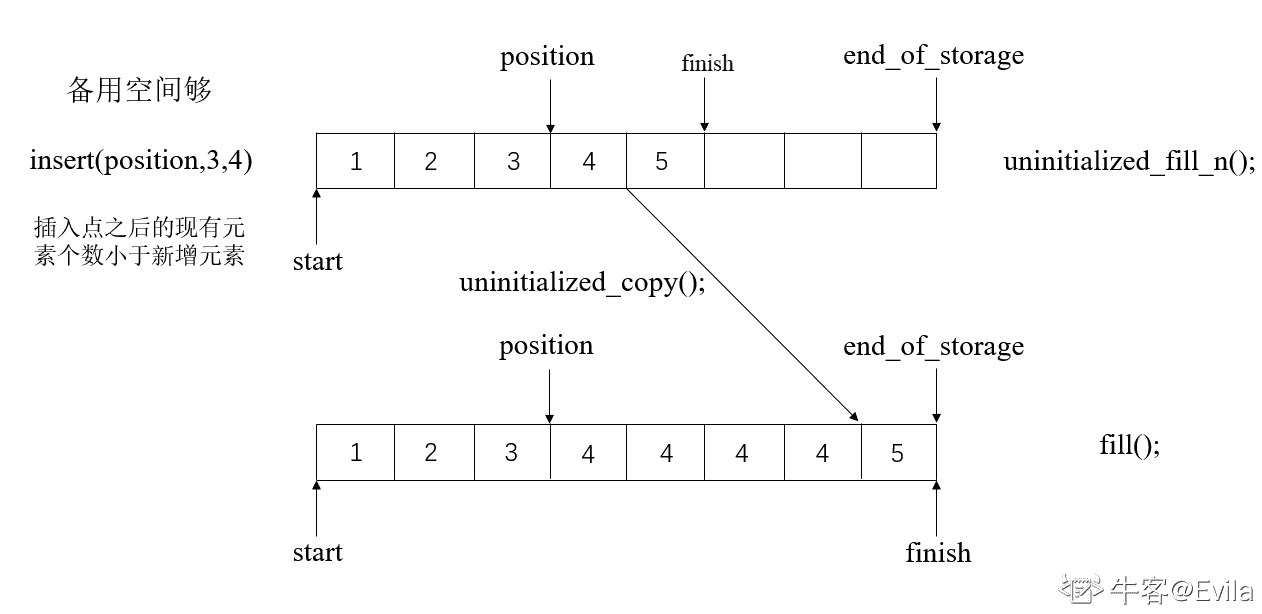 position
finish
end_of_storage
备用空间够
insert(position,3,4)
1 2 3 4 5
uninitialized_fill_n();
插入点之后的现有元
素个数小于新增元素
start
uninitialized_copy();
position
end_of_storage
1 2 3 4 4 4 4 5
fill();
start
finish
牛客@Evila